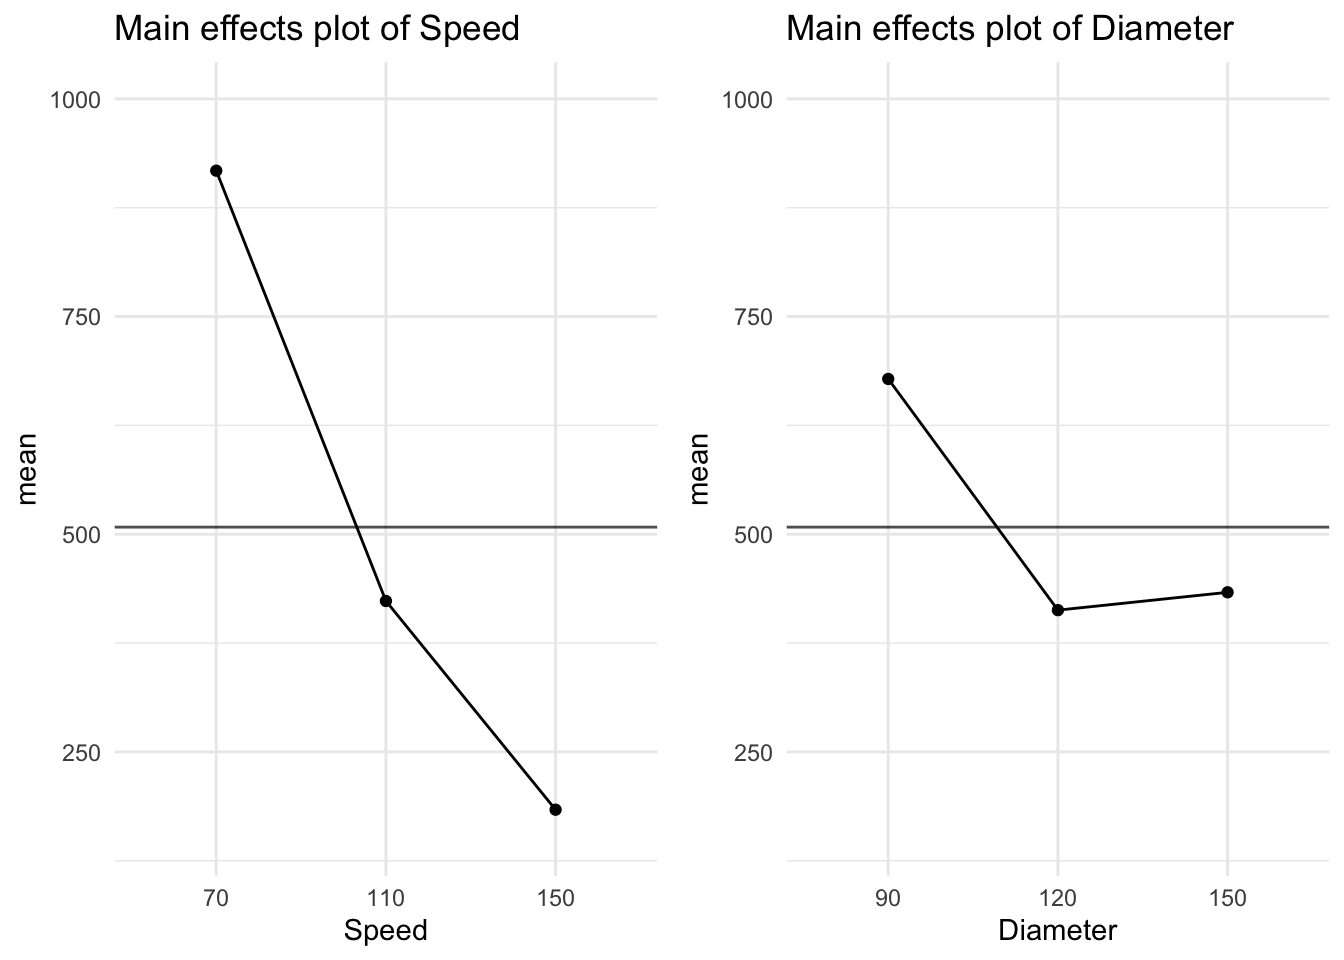 Main effects plot of Speed
1000
750
500
250
mean
70 110 150
Speed
Main effects plot of Diameter
1000
750
500
250
mean
90 120 150
Diameter